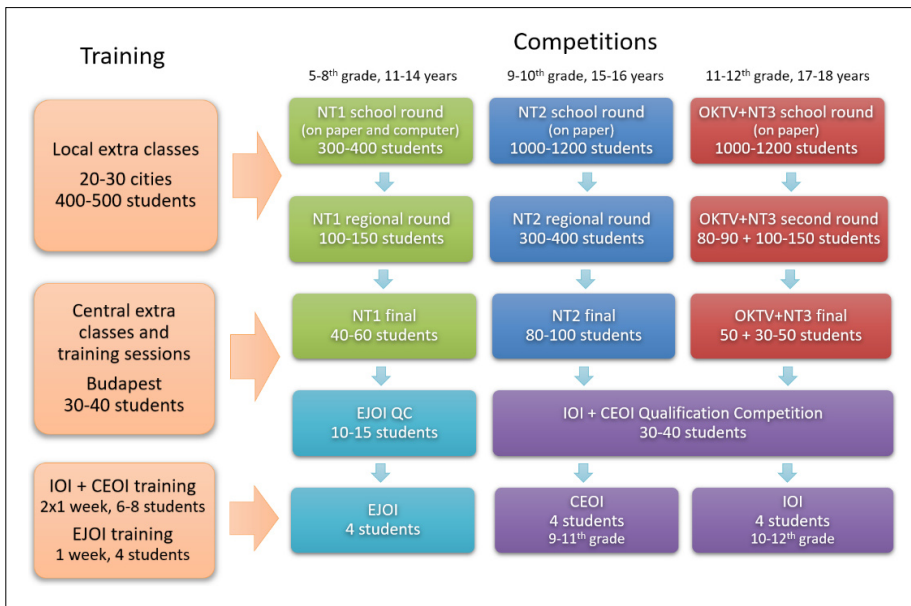 Training
Competitions
5-8th grade, 11-14 years
9-10th grade, 15-16 years
11-12th grade, 17-18 years
Local extra classes
20-30 cities
400-500 students
NT1 school round
(on paper and computer)
300-400 students
NT2 school round
(on paper)
1000-1200 students
OKTV+NT3 school round
(on paper)
1000-1200 students
NT1 regional round
100-150 students
NT2 regional round
300-400 students
OKTV+NT3 second round
80-90 + 100-150 students
Central extra
classes and
training sessions
Budapest
30-40 students
NT1 final
40-60 students
NT2 final
80-100 students
OKTV+NT3 final
50 + 30-50 students
EJOI QC
10-15 students
IOI + CEOI Qualification Competition
30-40 students
IOI + CEOI training
2x1 week, 6-8 students
EJOI training
1 week, 4 students
EJOI
4 students
CEOI
4 students
9-11th grade
IOI
4 students
10-12th grade